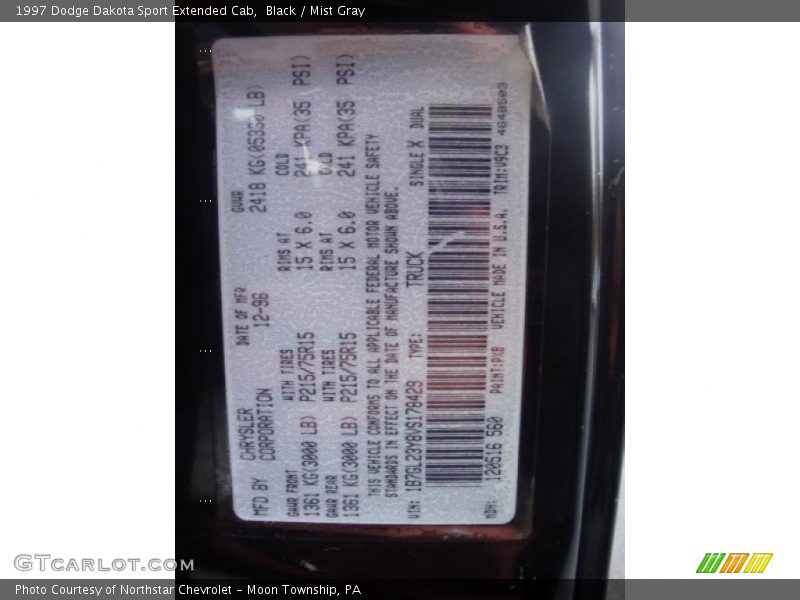 1997 Dodge Dakota Sport Extended Cab, Black / Mist Gray
MFD BY CHRYSLER CORPORATION
DATE OF MFR 12-96
GVWR 2418 KG(05330 LB)
GAWR FRONT WITH TIRES RIMS AT COLD
1361 KG(3000 LB) P215/75R15 15 X 6.0 241 KPA(35 PSI)
GAWR REAR WITH TIRES RIMS AT COLD
1361 KG(3000 LB) P215/75R15 15 X 6.0 241 KPA(35 PSI)
THIS VEHICLE CONFORMS TO ALL APPLICABLE FEDERAL MOTOR VEHICLE SAFETY
STANDARDS IN EFFECT ON THE DATE OF MANUFACTURE SHOWN ABOVE.
VIN: 1B7GL23Y8VS178429 TYPE: TRUCK SINGLE X DUAL
MDH: 120516 560 PAINT:PX8 VEHICLE MADE IN U.S.A. TRIM:V9C3 4648503
GTcarlot.com
Photo Courtesy of Northstar Chevrolet - Moon Township, PA